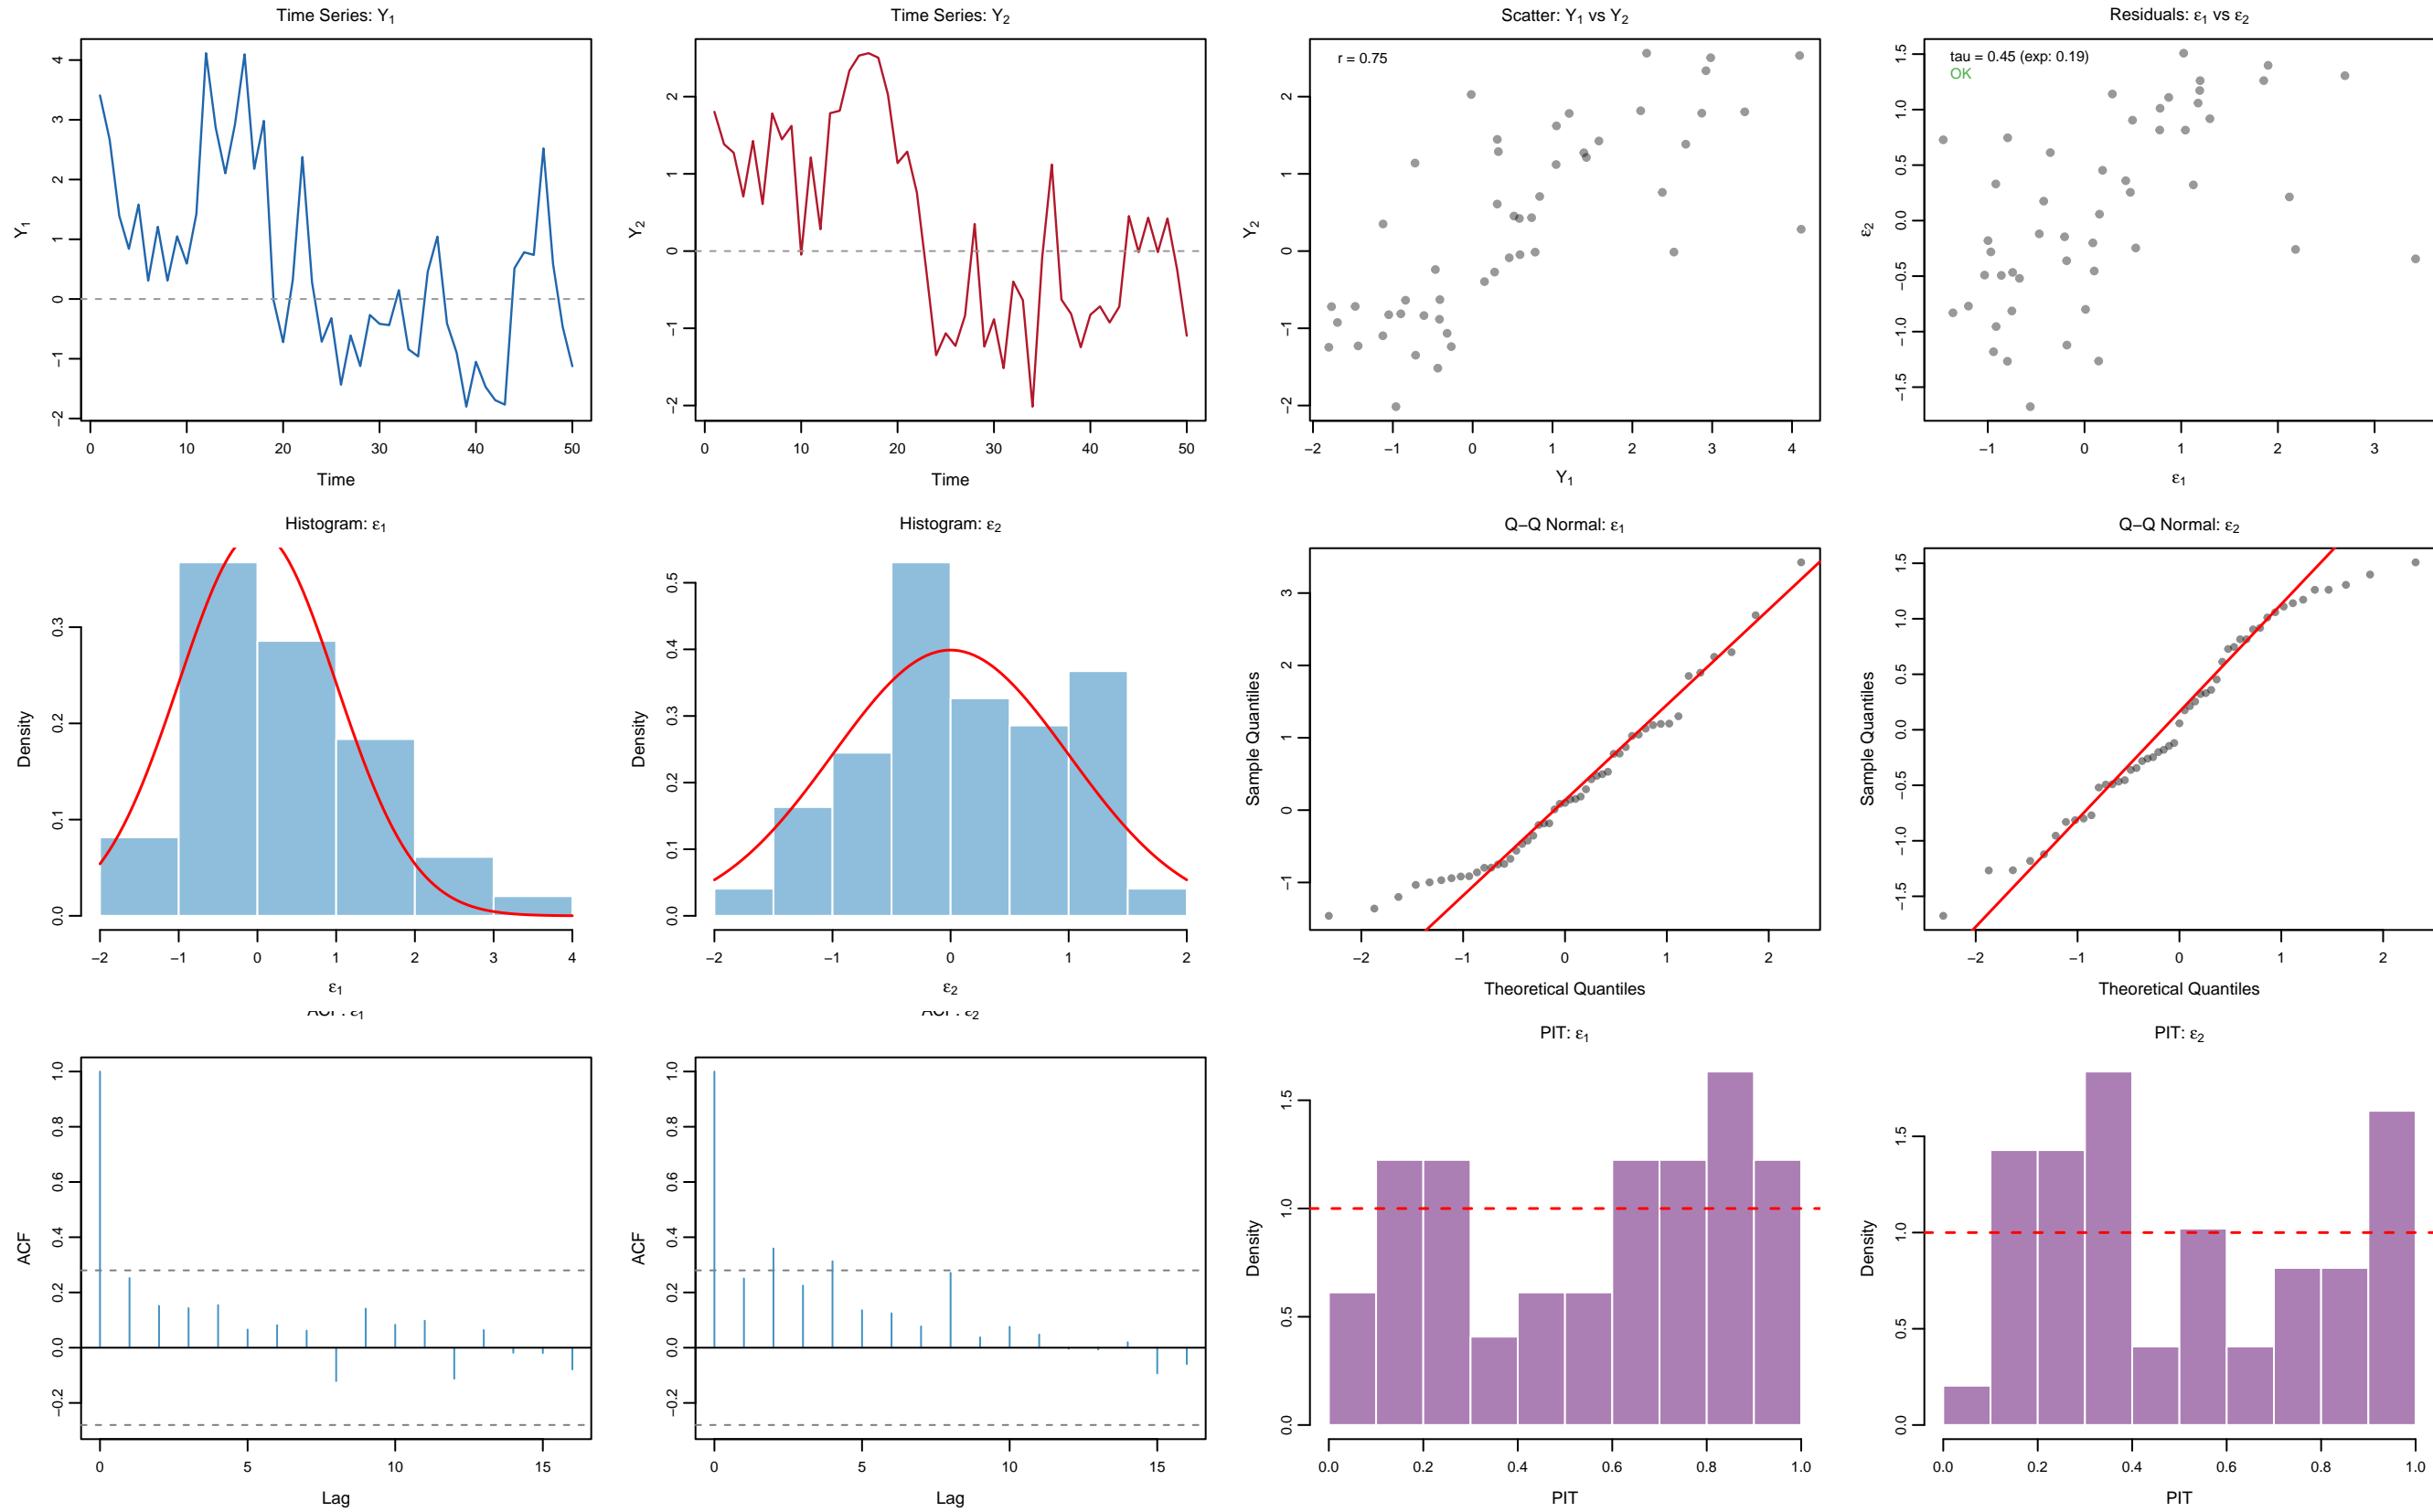 Time Series: Y₁
4
3
2
1
0
−1
−2
Y₁
0 10 20 30 40 50
Time
Time Series: Y₂
2
1
0
−1
−2
Y₂
0 10 20 30 40 50
Time
Scatter: Y₁ vs Y₂
r = 0.75
2
1
0
−1
−2
Y₂
−2 −1 0 1 2 3 4
Y₁
Residuals: ε₁ vs ε₂
tau = 0.45 (exp: 0.19)
OK
1.5
1.0
0.5
0.0
−0.5
−1.0
−1.5
ε₂
−1 0 1 2 3
ε₁
Histogram: ε₁
0.3
0.2
0.1
0.0
Density
−2 −1 0 1 2 3 4
ε₁
Histogram: ε₂
0.5
0.4
0.3
0.2
0.1
0.0
Density
−2 −1 0 1 2
ε₂
Q−Q Normal: ε₁
3
2
1
0
−1
Sample Quantiles
−2 −1 0 1 2
Theoretical Quantiles
Q−Q Normal: ε₂
1.5
1.0
0.5
0.0
−0.5
−1.0
−1.5
Sample Quantiles
−2 −1 0 1 2
Theoretical Quantiles
ACF: ε₁
1.0
0.8
0.6
0.4
0.2
0.0
−0.2
ACF
0 5 10 15
Lag
ACF: ε₂
1.0
0.8
0.6
0.4
0.2
0.0
−0.2
ACF
0 5 10 15
Lag
PIT: ε₁
1.5
1.0
0.5
0.0
Density
0.0 0.2 0.4 0.6 0.8 1.0
PIT
PIT: ε₂
1.5
1.0
0.5
0.0
Density
0.0 0.2 0.4 0.6 0.8 1.0
PIT